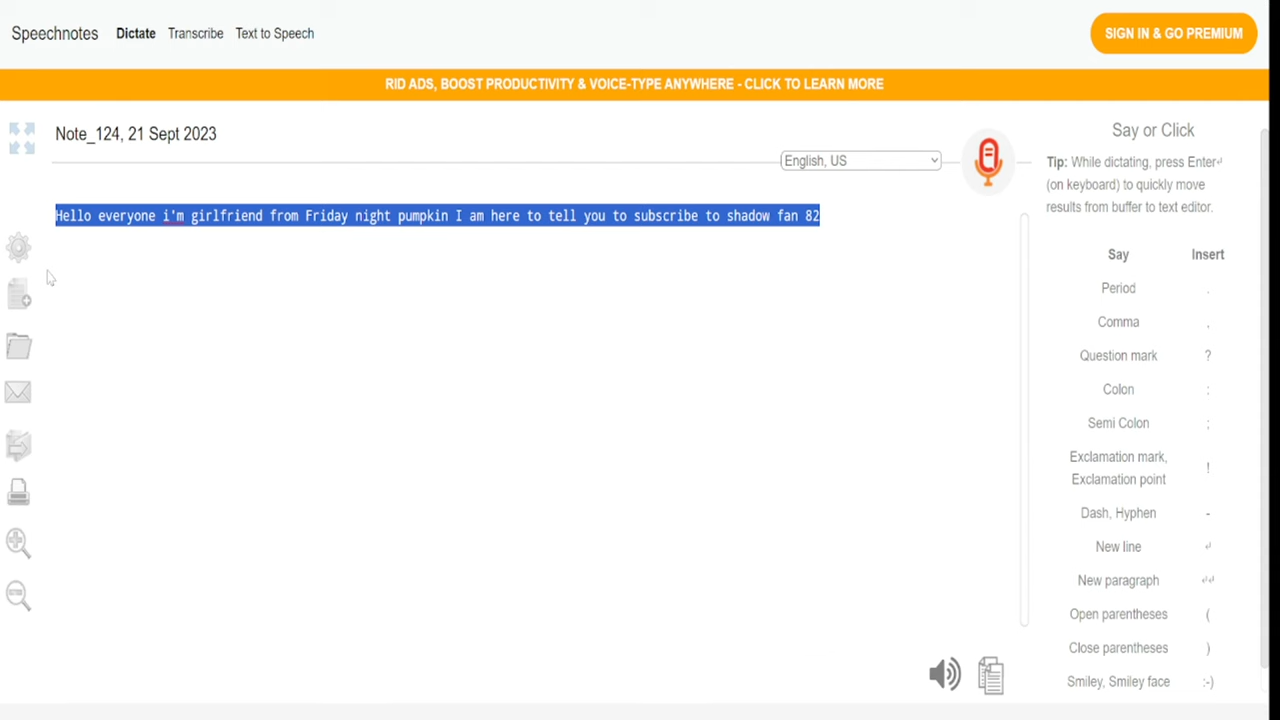 Speechnotes Dictate Transcribe Text to Speech SIGN IN & GO PREMIUM
RID ADS, BOOST PRODUCTIVITY & VOICE-TYPE ANYWHERE - CLICK TO LEARN MORE
Note_124, 21 Sept 2023
English, US
Hello everyone i'm girlfriend from Friday night pumpkin I am here to tell you to subscribe to shadow fan 82
Say or Click
Tip: While dictating, press Enter↵
(on keyboard) to quickly move
results from buffer to text editor.
Say Insert
Period .
Comma ,
Question mark ?
Colon :
Semi Colon ;
Exclamation mark,
Exclamation point !
Dash, Hyphen -
New line ↵
New paragraph ↵↵
Open parentheses (
Close parentheses )
Smiley, Smiley face :-)